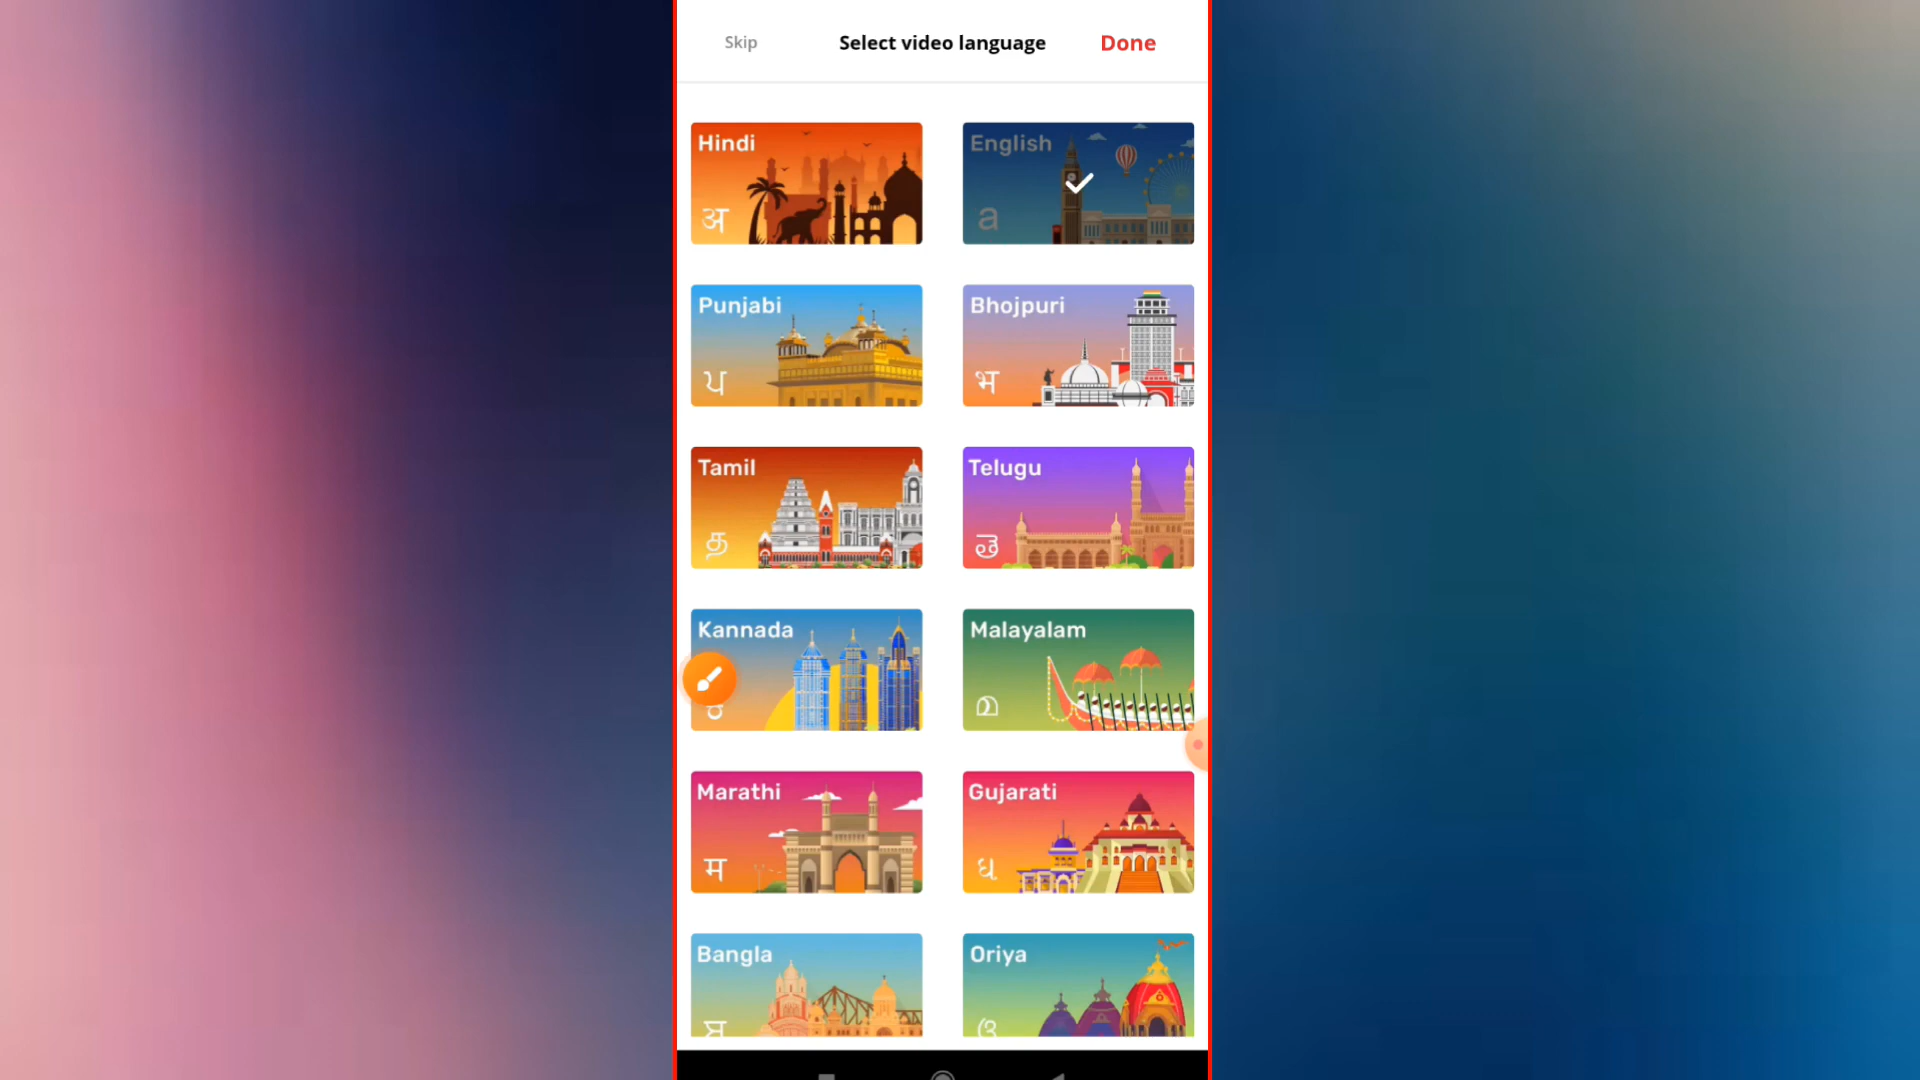 Skip Select video language Done
Hindi
अ
English
a
Punjabi
ਪ
Bhojpuri
भ
Tamil
த
Telugu
తె
Kannada
Malayalam
മ
Marathi
म
Gujarati
ધ
Bangla
Oriya